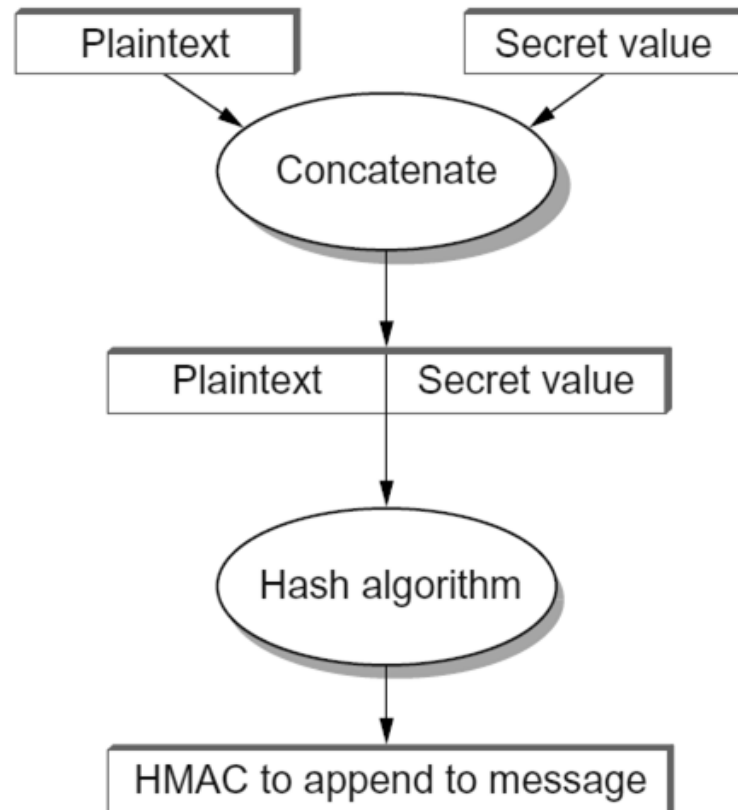 Plaintext
Secret value
Concatenate
Plaintext
Secret value
Hash algorithm
HMAC to append to message